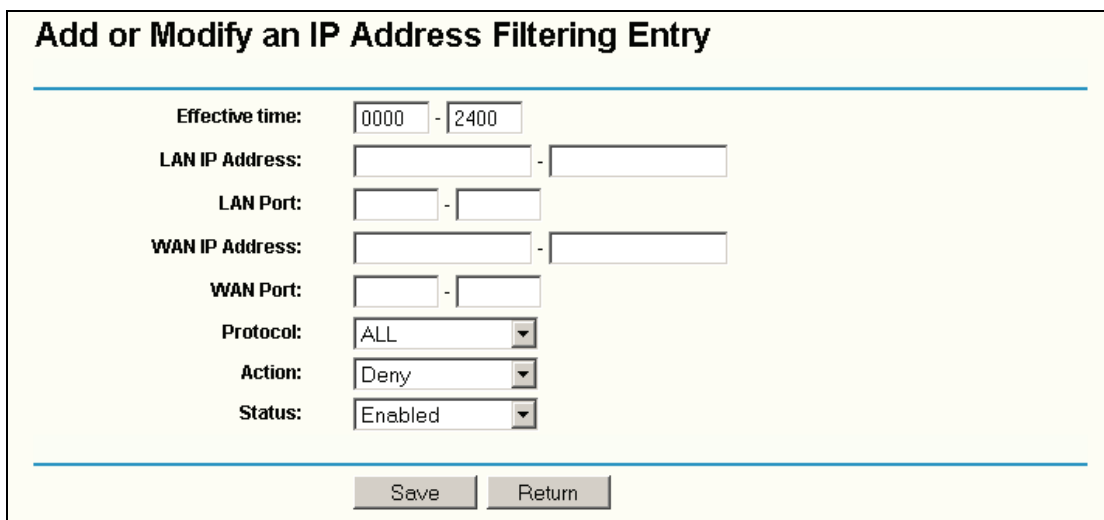 Add or Modify an IP Address Filtering Entry
Effective time: 0000 - 2400
LAN IP Address: -
LAN Port: -
WAN IP Address: -
WAN Port: -
Protocol: ALL
Action: Deny
Status: Enabled
Save Return